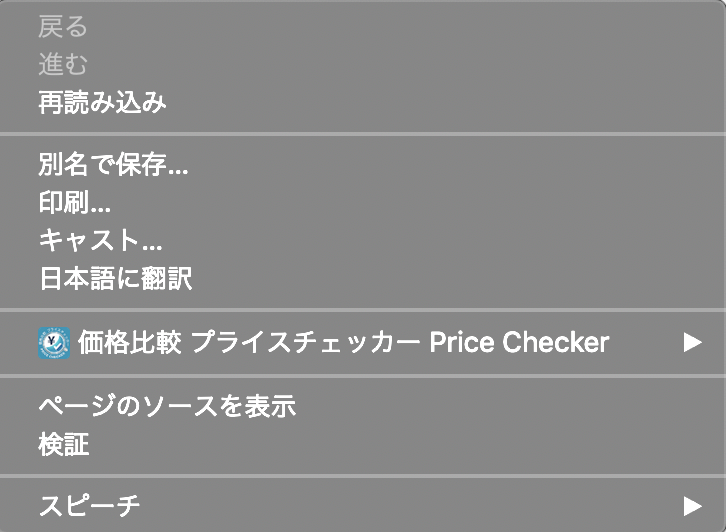 戻る
進む
再読み込み
別名で保存...
印刷...
キャスト...
日本語に翻訳
価格比較 プライスチェッカー Price Checker
ページのソースを表示
検証
スピーチ